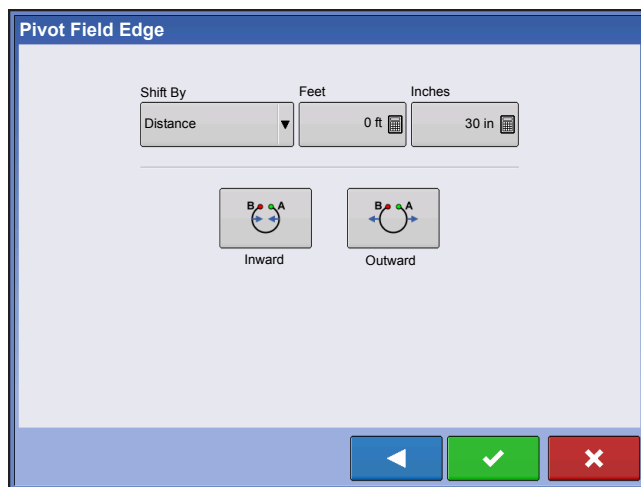 Pivot Field Edge
Shift By Feet Inches
Distance 0 ft 30 in
B A B A
Inward Outward